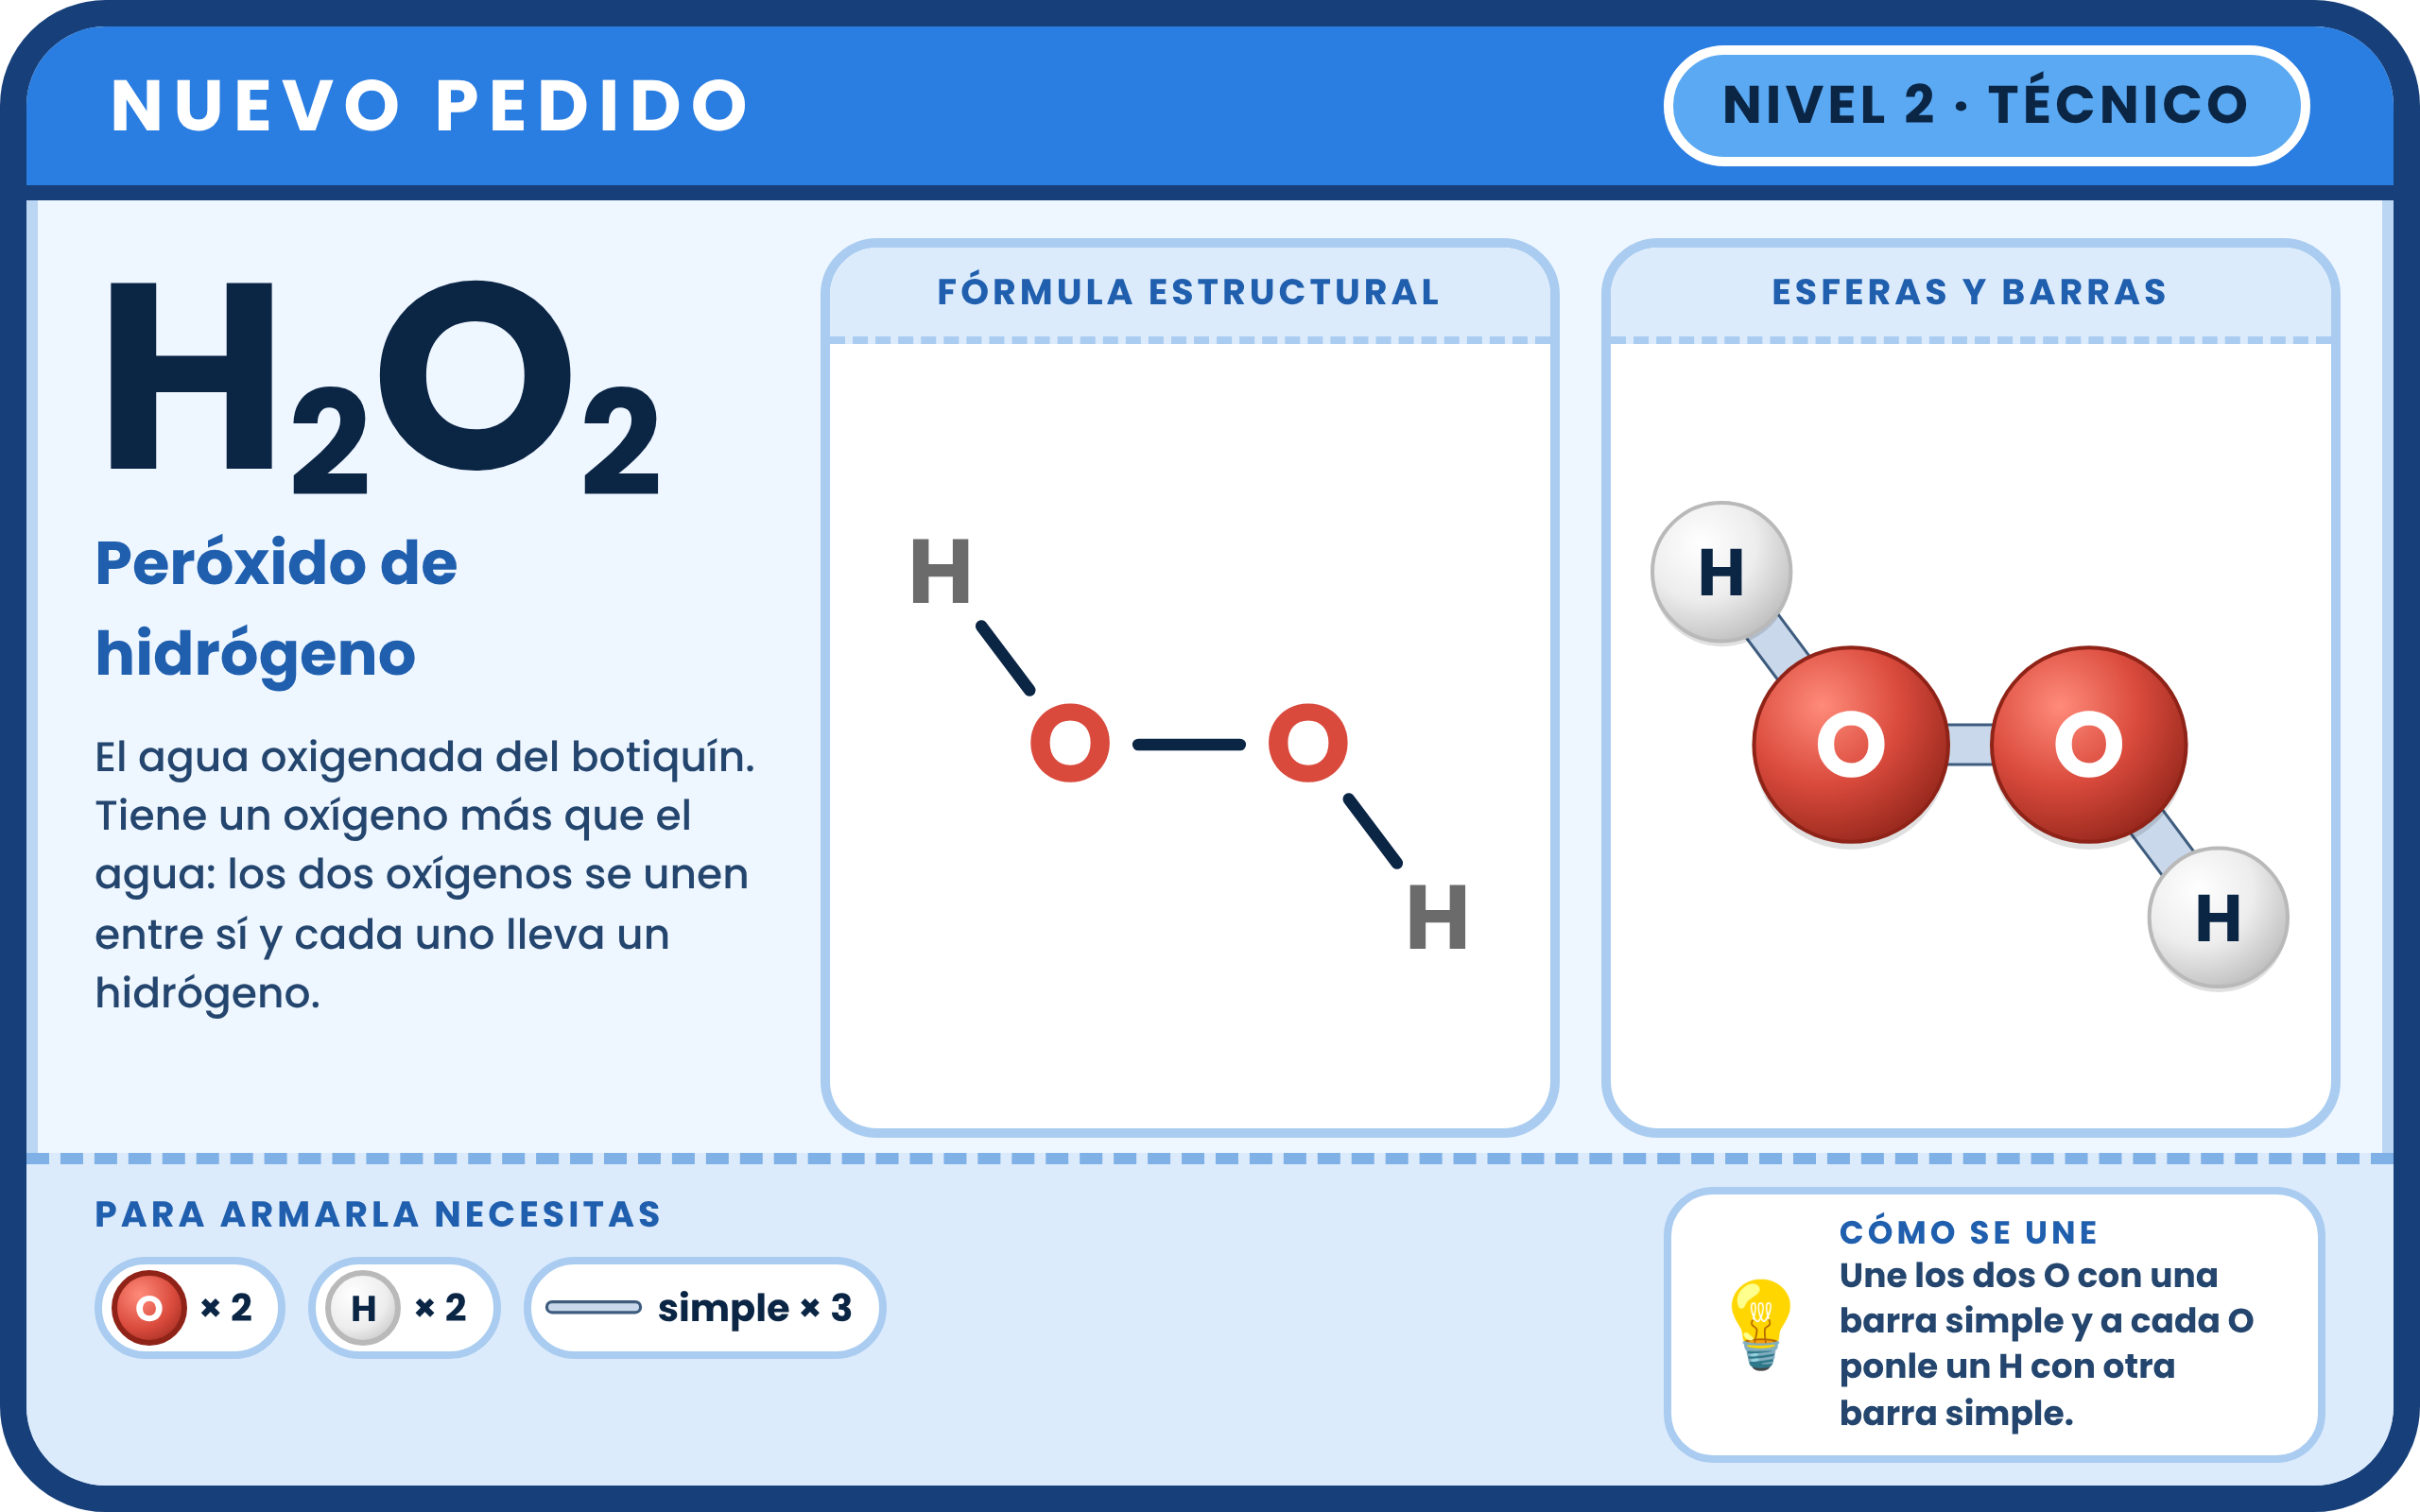 NUEVO PEDIDO
NIVEL 2 · TÉCNICO
H₂O₂
Peróxido de
hidrógeno
El agua oxigenada del botiquín.
Tiene un oxígeno más que el
agua: los dos oxígenos se unen
entre sí y cada uno lleva un
hidrógeno.
FÓRMULA ESTRUCTURAL
H
O
O
H
ESFERAS Y BARRAS
H
O
O
H
PARA ARMARLA NECESITAS
O × 2
H × 2
simple × 3
CÓMO SE UNE
Une los dos O con una
barra simple y a cada O
ponle un H con otra
barra simple.